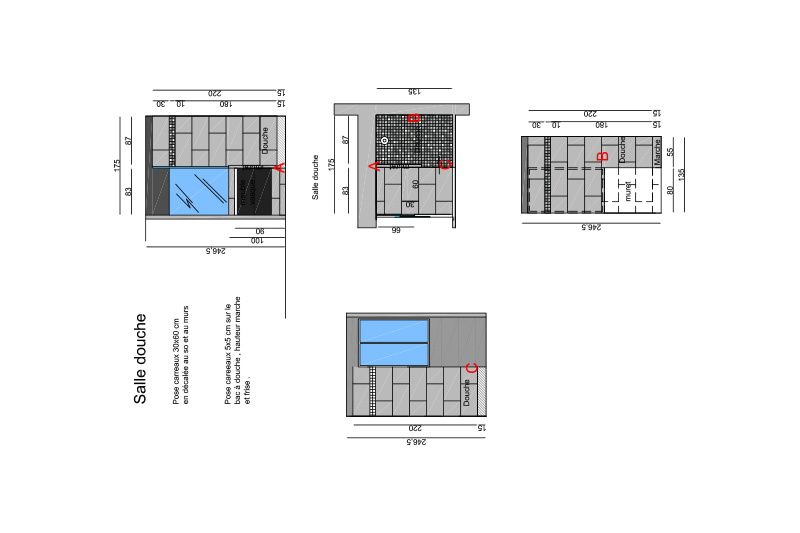 220
15
30
10
180
15
87
175
83
Douche
A
90
100
246,5
Salle douche
135
87
175
83
B
A
C
60
30
66
220
15
30
10
180
15
B
Douche
Marche
muret
55
135
80
246,5
Salle douche
Pose carreaux 30x60 cm
en décalée au so et au murs
Pose carreeaux 5x5 cm sur le
bac à douche , hauteur marche
et frise .
C
Douche
220
15
246,5